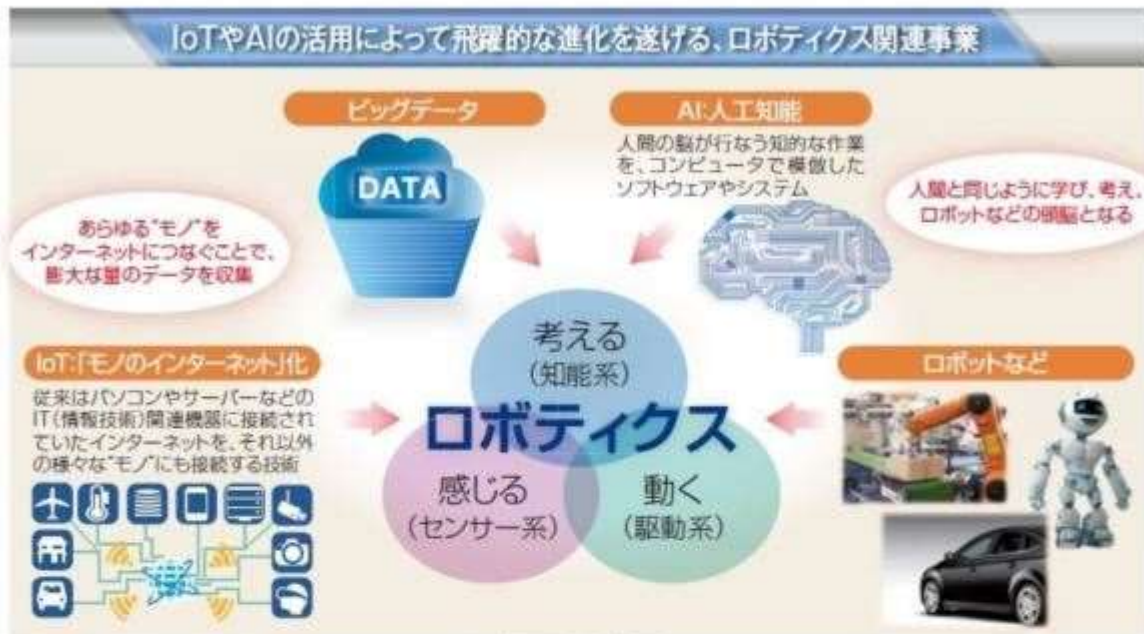 IoTやAIの活用によって飛躍的な進化を遂げる、ロボティクス関連事業
ビッグデータ
DATA
AI:人工知能
人間の脳が行なう知的な作業
を、コンピュータで模倣した
ソフトウェアやシステム
人間と同じように学び、考え、
ロボットなどの頭脳となる
あらゆる“モノ”を
インターネットにつなぐことで、
膨大な量のデータを収集
IoT:「モノのインターネット」化
従来はパソコンやサーバーなどの
IT(情報技術)関連機器に接続され
ていたインターネットを、それ以外
の様々な“モノ”にも接続する技術
考える
(知能系)
ロボティクス
感じる
(センサー系)
動く
(駆動系)
ロボットなど